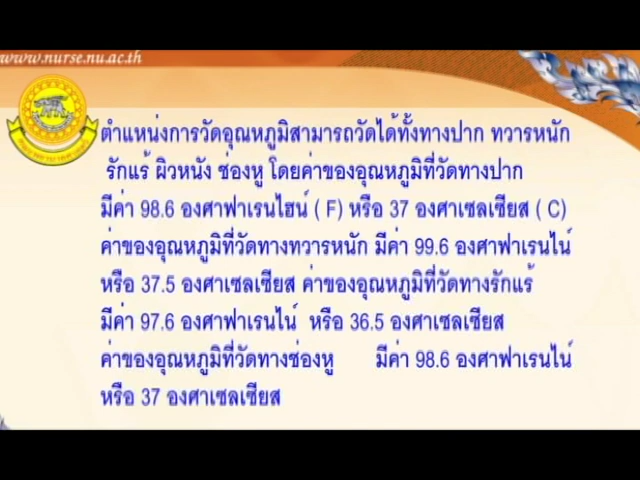 www.nurse.nu.ac.th
ตำแหน่งการวัดอุณหภูมิสามารถวัดได้ทั้งทางปาก ทวารหนัก
รักแร้ ผิวหนัง ช่องหู โดยค่าของอุณหภูมิที่วัดทางปาก
มีค่า 98.6 องศาฟาเรนไฮน์ ( F) หรือ 37 องศาเซลเซียส ( C)
ค่าของอุณหภูมิที่วัดทางทวารหนัก มีค่า 99.6 องศาฟาเรนไน์
หรือ 37.5 องศาเซลเซียส ค่าของอุณหภูมิที่วัดทางรักแร้
มีค่า 97.6 องศาฟาเรนไน์ หรือ 36.5 องศาเซลเซียส
ค่าของอุณหภูมิที่วัดทางช่องหู มีค่า 98.6 องศาฟาเรนไน์
หรือ 37 องศาเซลเซียส